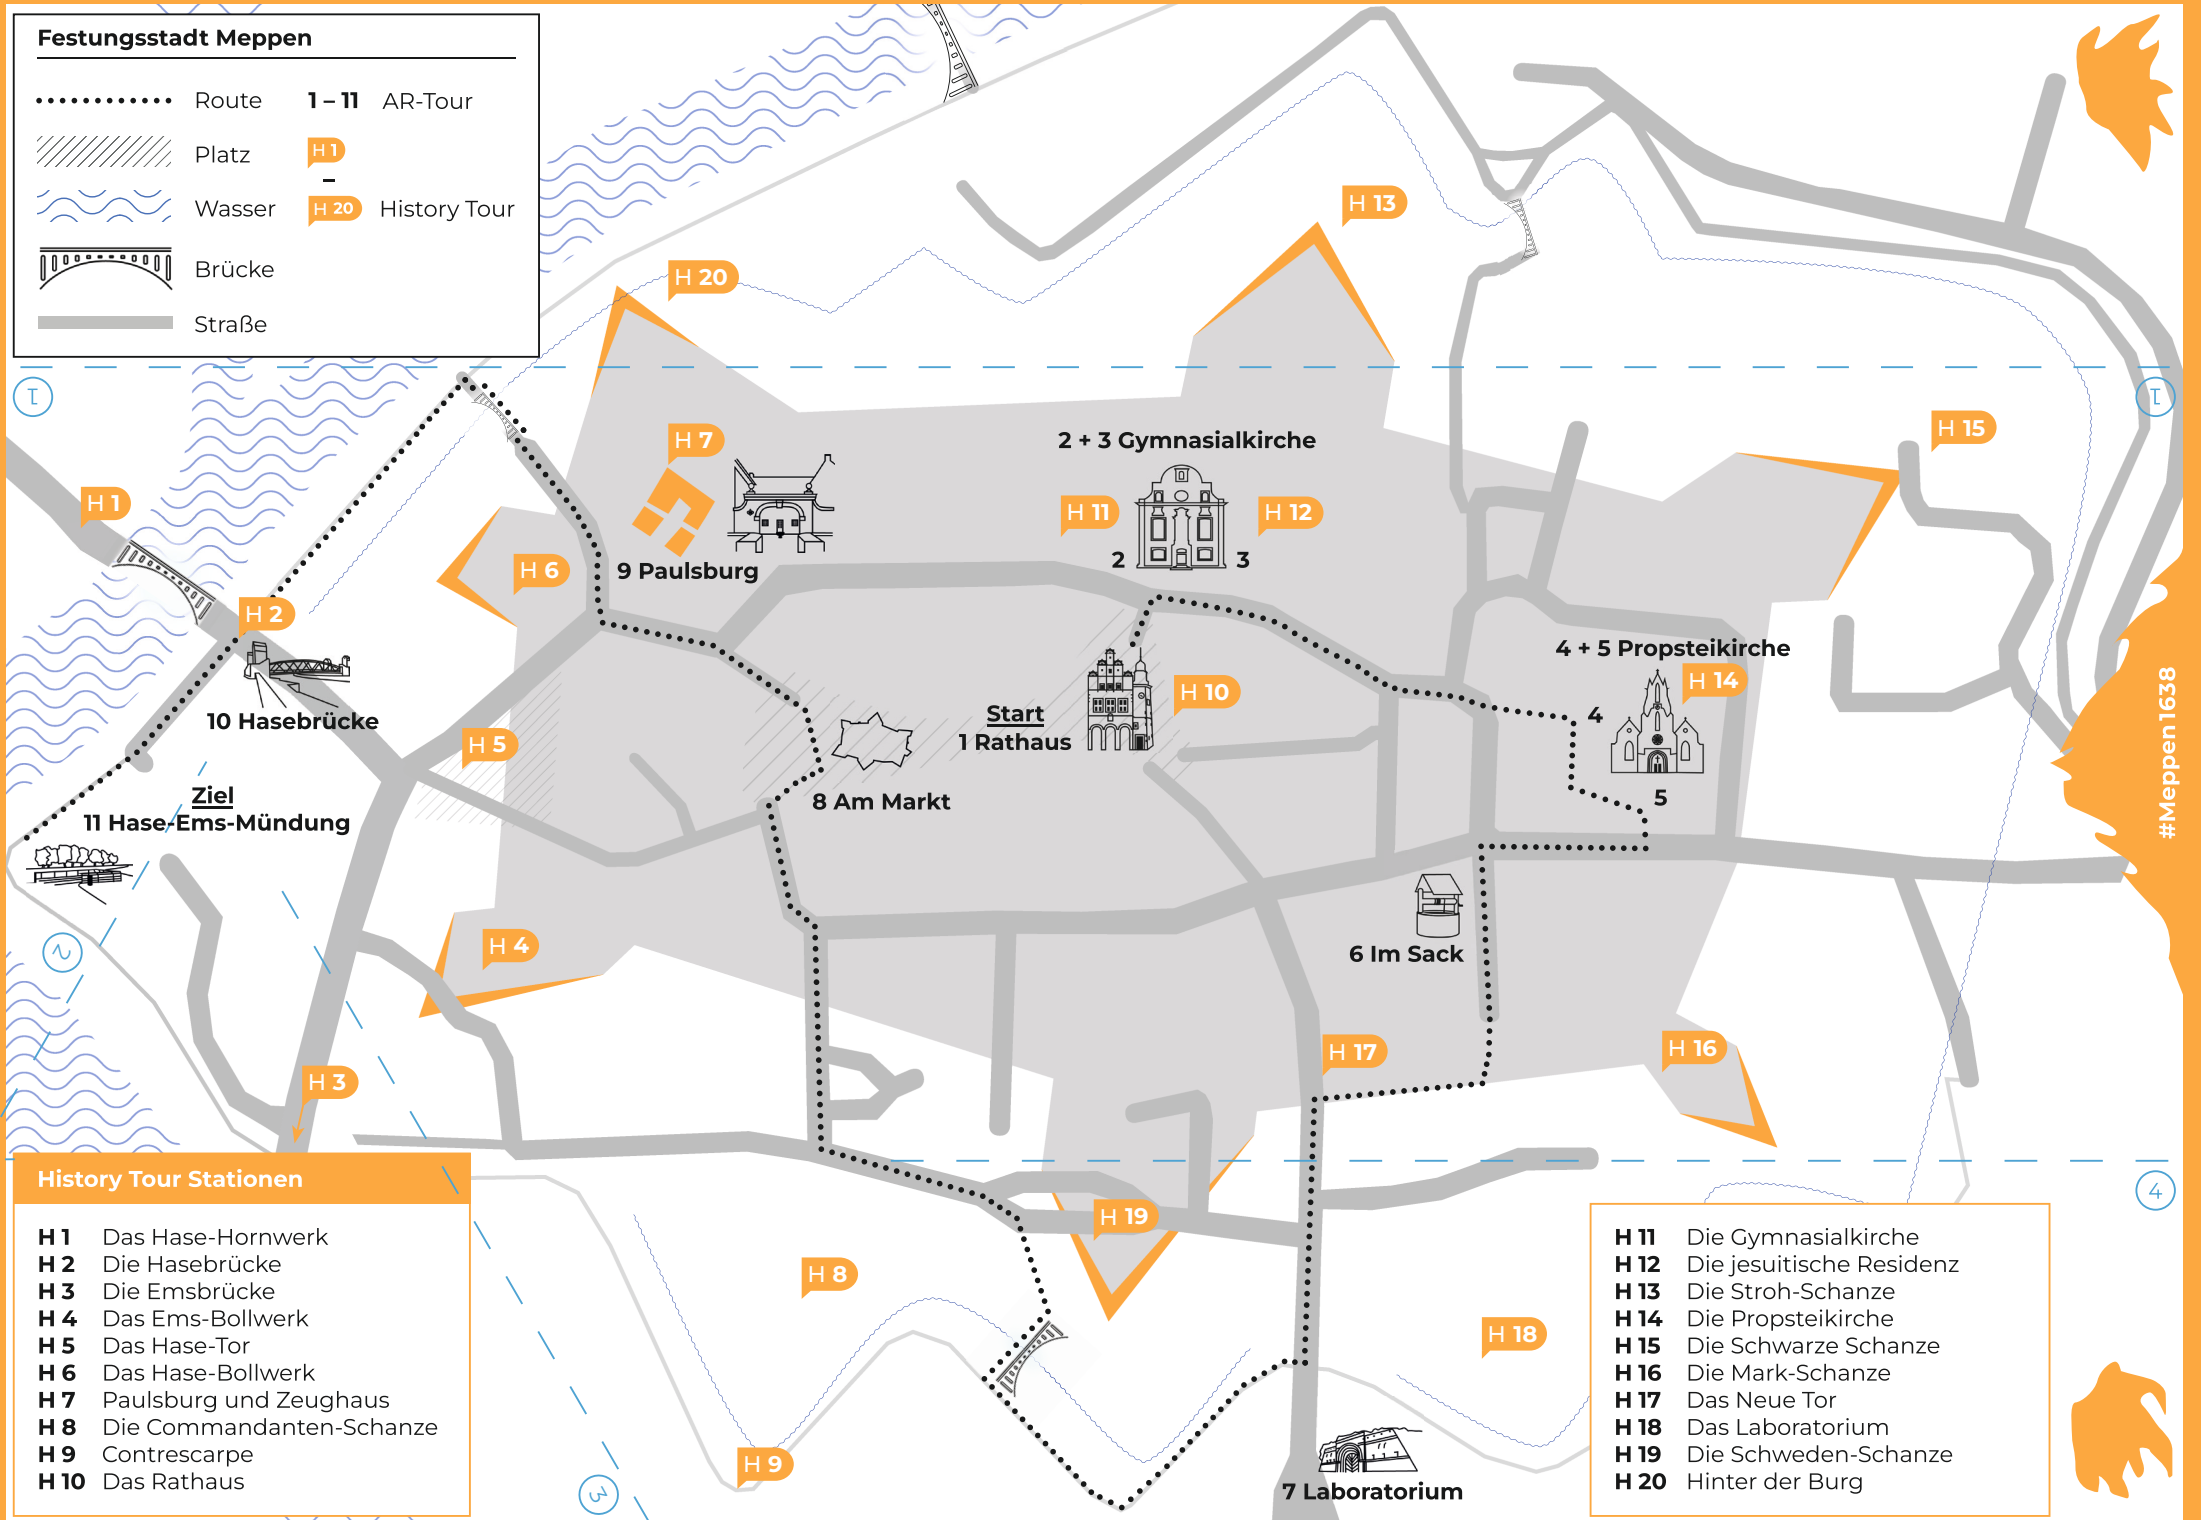 Festungsstadt Meppen
Route
1 – 11 AR-Tour
Platz
H 1
–
Wasser
H 20 History Tour
Brücke
Straße
H 13
H 20
1
1
H 15
H 7
2 + 3 Gymnasialkirche
H 1
H 11
H 12
2
3
H 6
9 Paulsburg
H 2
4 + 5 Propsteikirche
H 14
H 10
10 Hasebrücke
Start
1 Rathaus
4
H 5
5
Ziel
11 Hase-Ems-Mündung
8 Am Markt
#Meppen1638
2
H 4
6 Im Sack
H 17
H 16
H 3
4
H 19
H 8
H 18
H 9
3
7 Laboratorium
History Tour Stationen
H 1 Das Hase-Hornwerk
H 2 Die Hasebrücke
H 3 Die Emsbrücke
H 4 Das Ems-Bollwerk
H 5 Das Hase-Tor
H 6 Das Hase-Bollwerk
H 7 Paulsburg und Zeughaus
H 8 Die Commandanten-Schanze
H 9 Contrescarpe
H 10 Das Rathaus
H 11 Die Gymnasialkirche
H 12 Die jesuitische Residenz
H 13 Die Stroh-Schanze
H 14 Die Propsteikirche
H 15 Die Schwarze Schanze
H 16 Die Mark-Schanze
H 17 Das Neue Tor
H 18 Das Laboratorium
H 19 Die Schweden-Schanze
H 20 Hinter der Burg